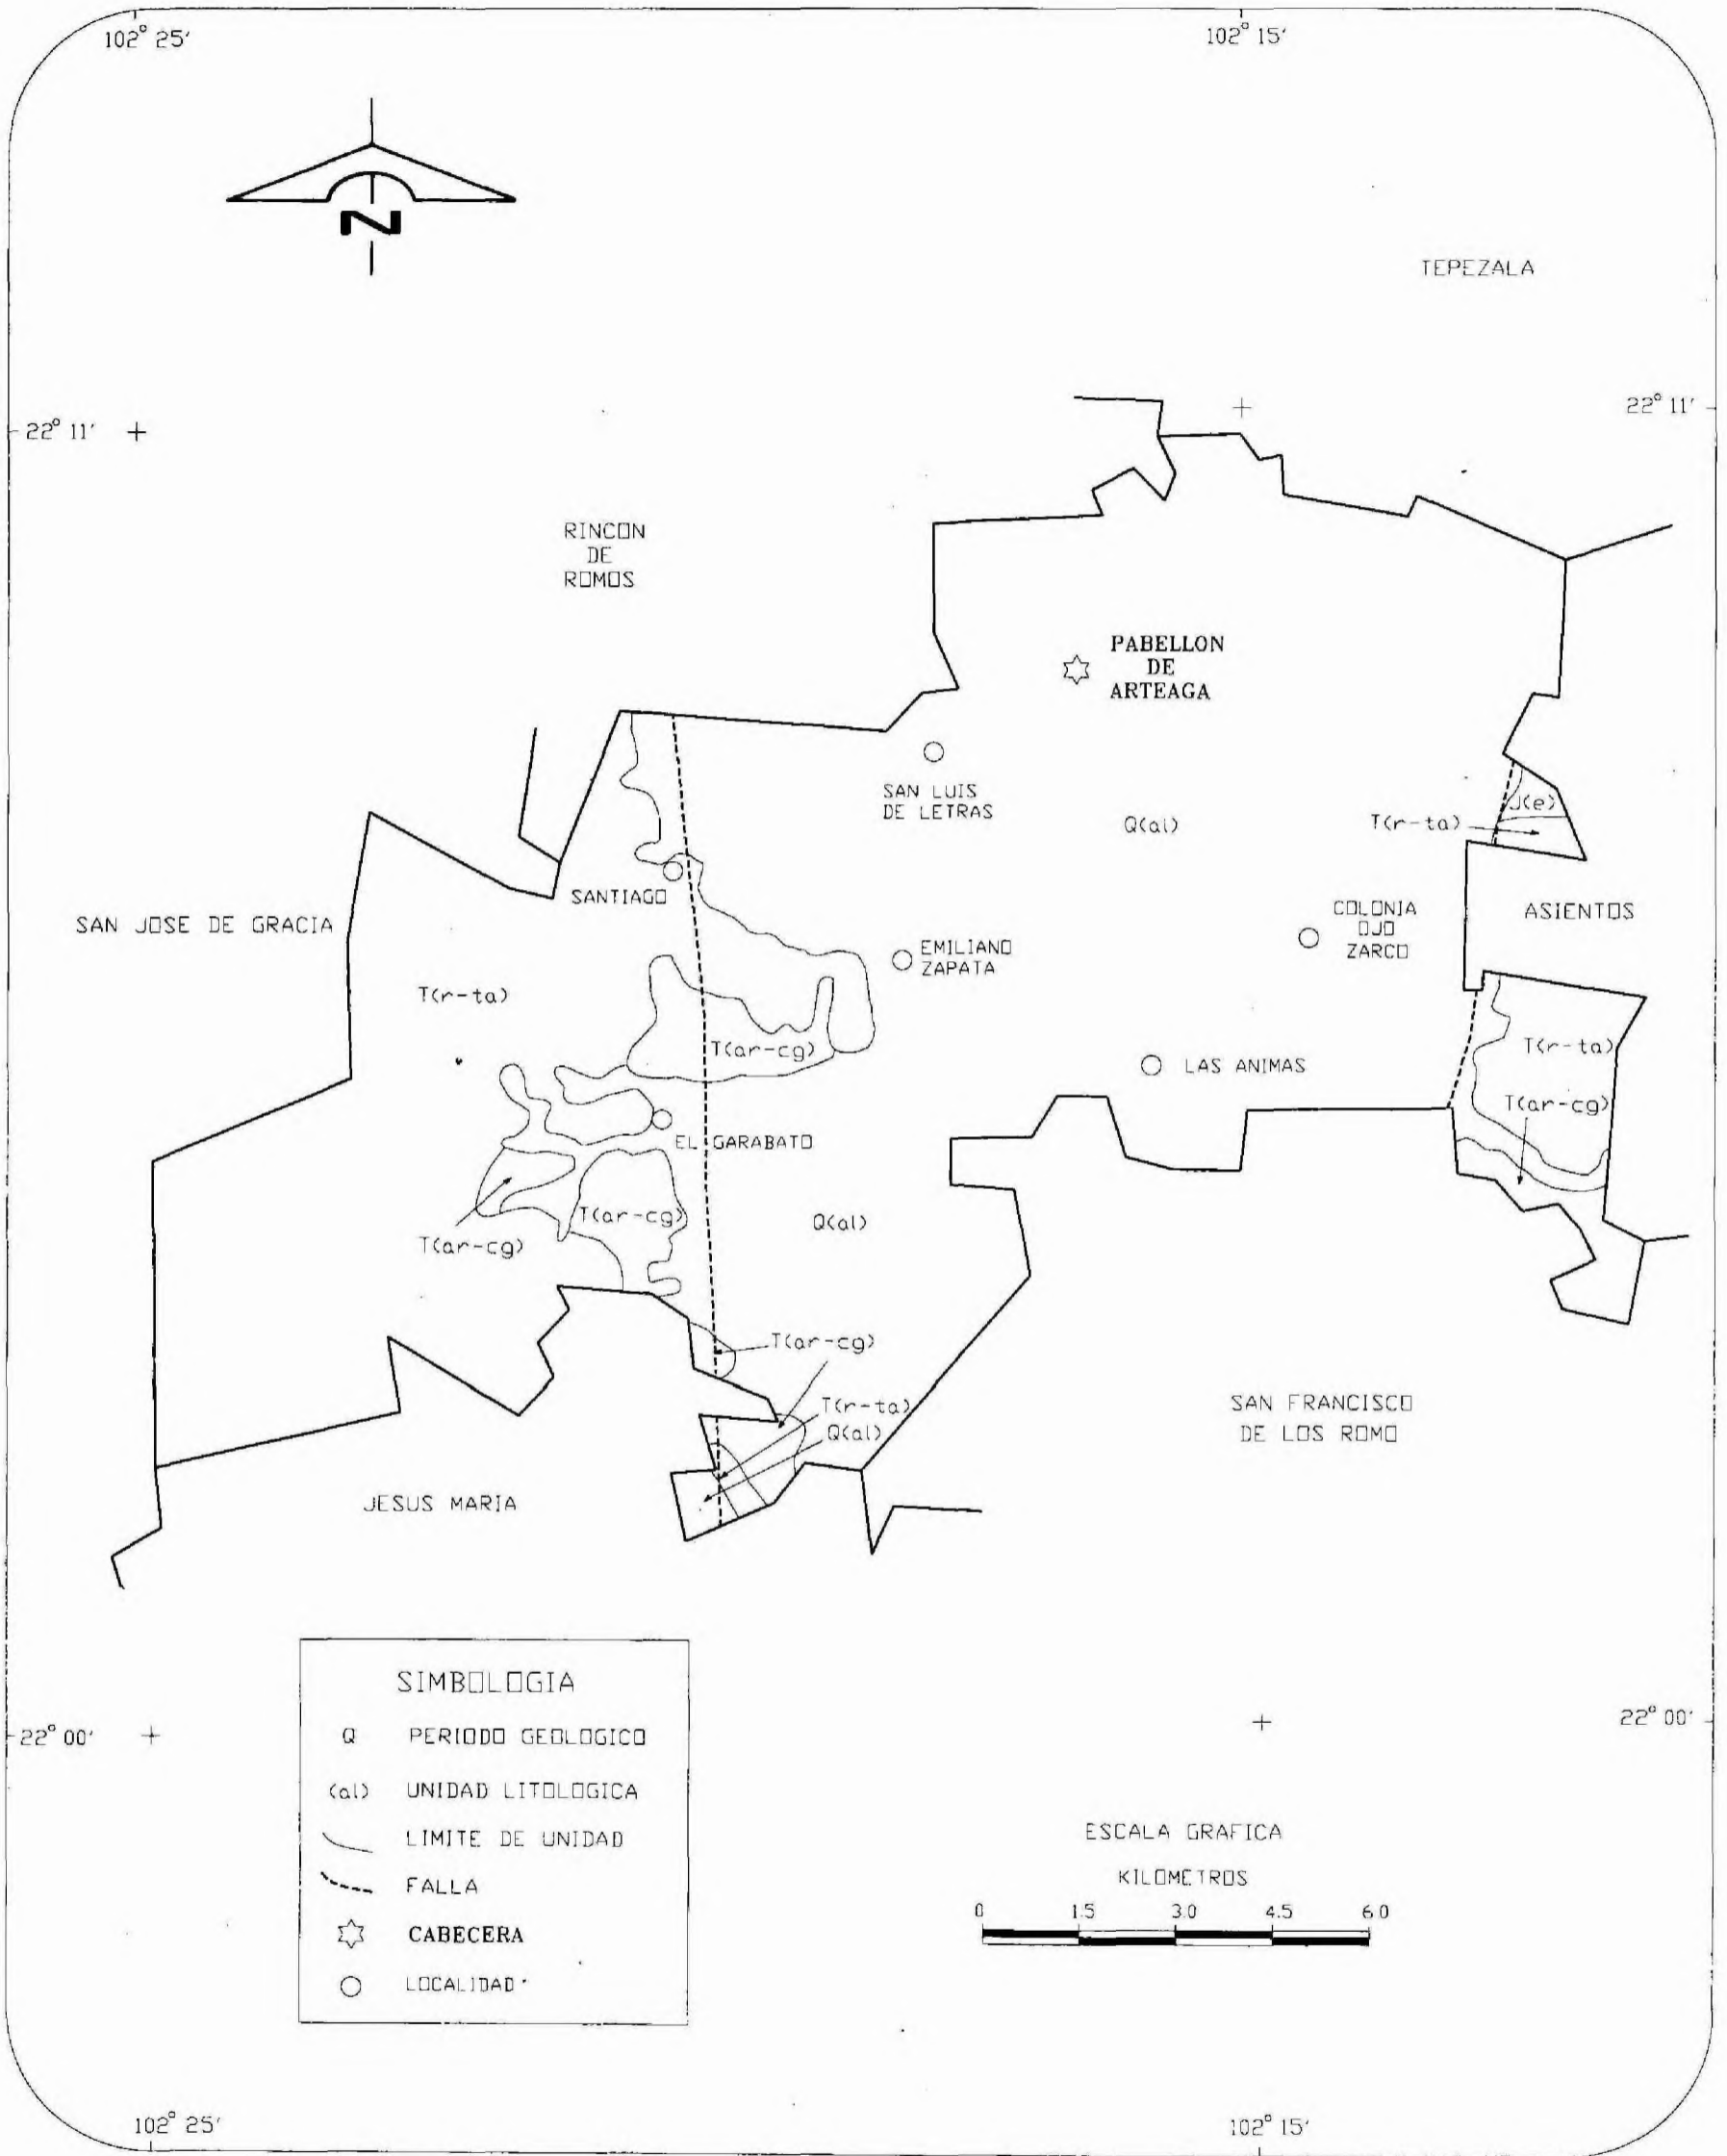 102° 25'
102° 15'
N
TEPEZALA
22° 11'
22° 11'
RINCON
DE
ROMOS
PABELLON
DE
ARTEAGA
SAN LUIS
DE LETRAS
Q(al)
J(e)
T(r-ta)
SANTIAGO
SAN JOSE DE GRACIA
COLONIA
OJO
ZARCO
ASIENTOS
EMILIANO
ZAPATA
T(r-ta)
T(ar-cg)
T(r-ta)
LAS ANIMAS
T(ar-cg)
EL GARABATO
T(ar-cg)
Q(al)
T(ar-cg)
T(ar-cg)
T(r-ta)
Q(al)
SAN FRANCISCO
DE LOS ROMO
JESUS MARIA
SIMBOLOGIA
Q PERIODO GEOLOGICO
(al) UNIDAD LITOLOGICA
LIMITE DE UNIDAD
FALLA
CABECERA
LOCALIDAD
22° 00'
22° 00'
ESCALA GRAFICA
KILOMETROS
0 1.5 3.0 4.5 6.0
102° 25'
102° 15'